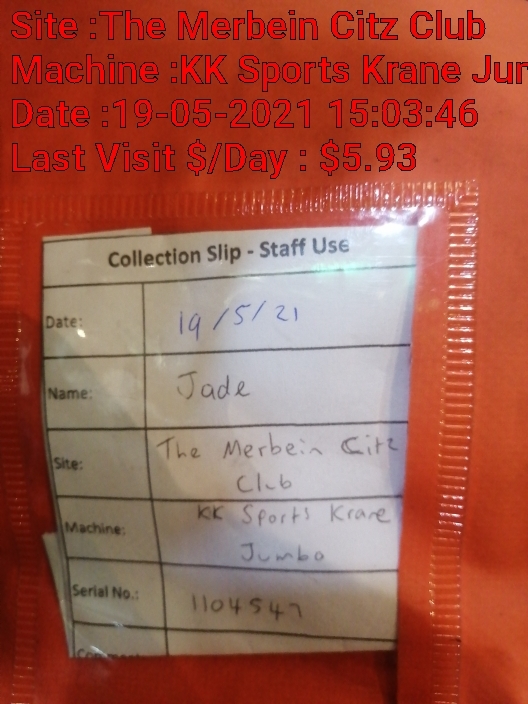 Site :The Merbein Citz Club
Machine :KK Sports Krane Jur
Date :19-05-2021 15:03:46
Last Visit $/Day : $5.93
Collection Slip - Staff Use
Date: 19/5/21
Name: Jade
Site: The Merbein Citz
Club
Machine: KK Sports Krane
Jumbo
Serial No.: 1104547